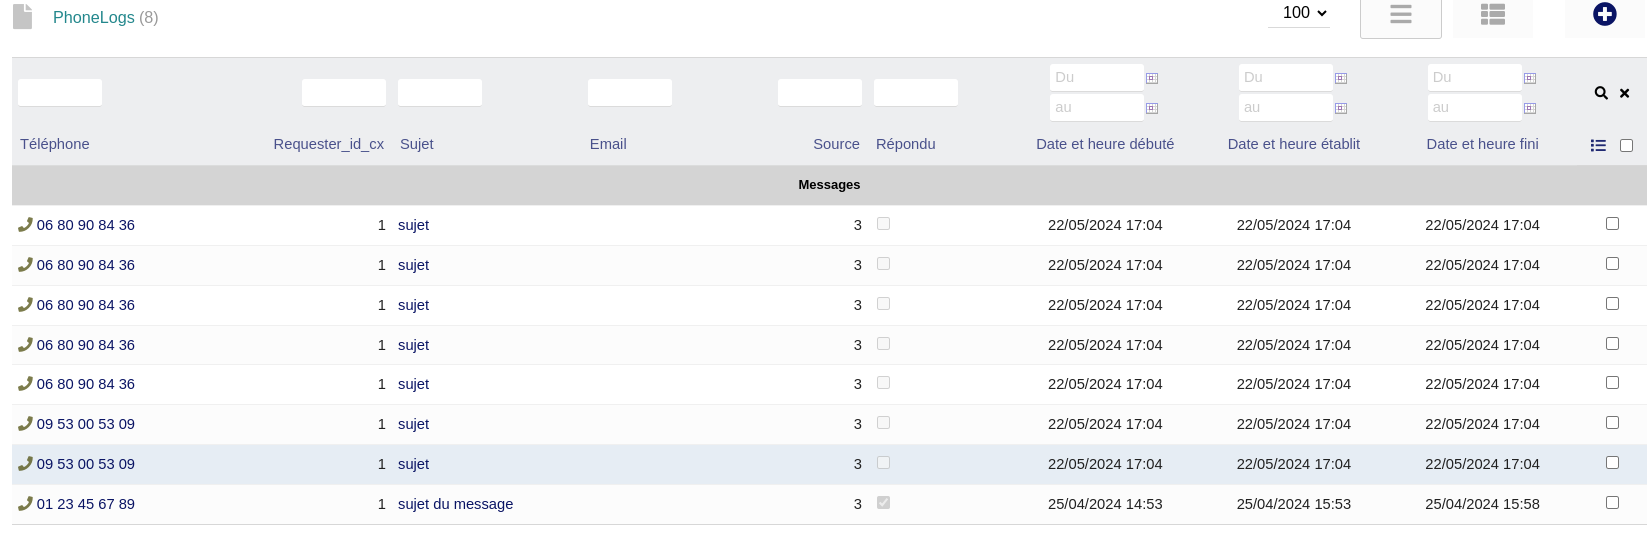 PhoneLogs (8) 100
Du Du Du
au au au
Téléphone Requester_id_cx Sujet Email Source Répondu Date et heure débuté Date et heure établit Date et heure fini
Messages
06 80 90 84 36 1 sujet 3 22/05/2024 17:04 22/05/2024 17:04 22/05/2024 17:04
06 80 90 84 36 1 sujet 3 22/05/2024 17:04 22/05/2024 17:04 22/05/2024 17:04
06 80 90 84 36 1 sujet 3 22/05/2024 17:04 22/05/2024 17:04 22/05/2024 17:04
06 80 90 84 36 1 sujet 3 22/05/2024 17:04 22/05/2024 17:04 22/05/2024 17:04
06 80 90 84 36 1 sujet 3 22/05/2024 17:04 22/05/2024 17:04 22/05/2024 17:04
09 53 00 53 09 1 sujet 3 22/05/2024 17:04 22/05/2024 17:04 22/05/2024 17:04
09 53 00 53 09 1 sujet 3 22/05/2024 17:04 22/05/2024 17:04 22/05/2024 17:04
01 23 45 67 89 1 sujet du message 3 25/04/2024 14:53 25/04/2024 15:53 25/04/2024 15:58